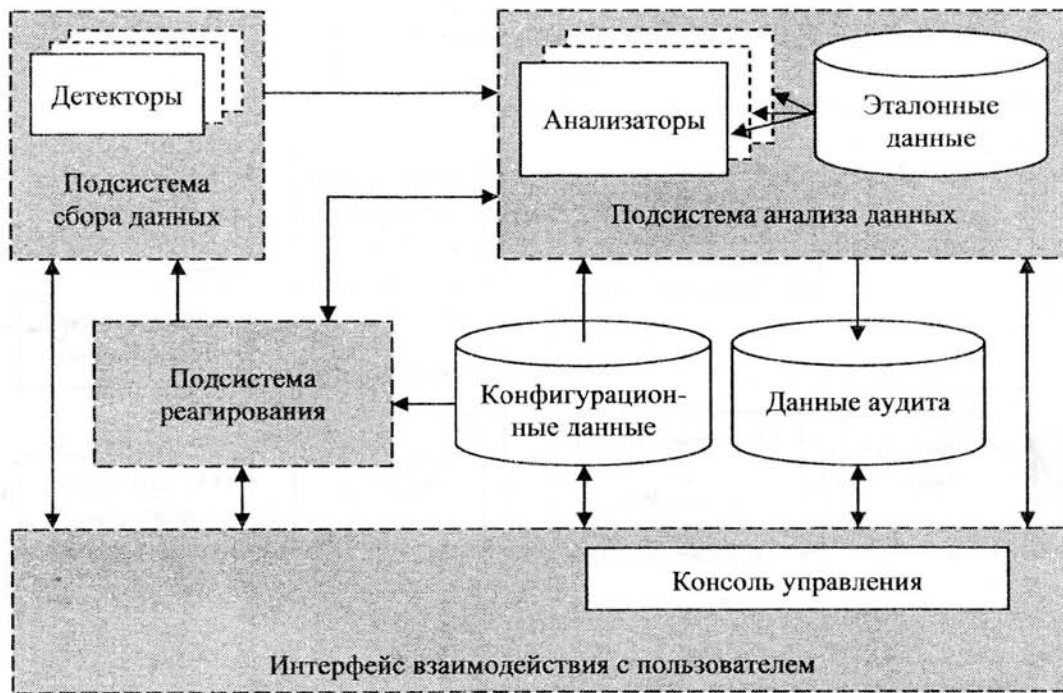 Детекторы
Подсистема
сбора данных
Анализаторы
Эталонные
данные
Подсистема анализа данных
Подсистема
реагирования
Конфигурацион-
ные данные
Данные аудита
Консоль управления
Интерфейс взаимодействия с пользователем